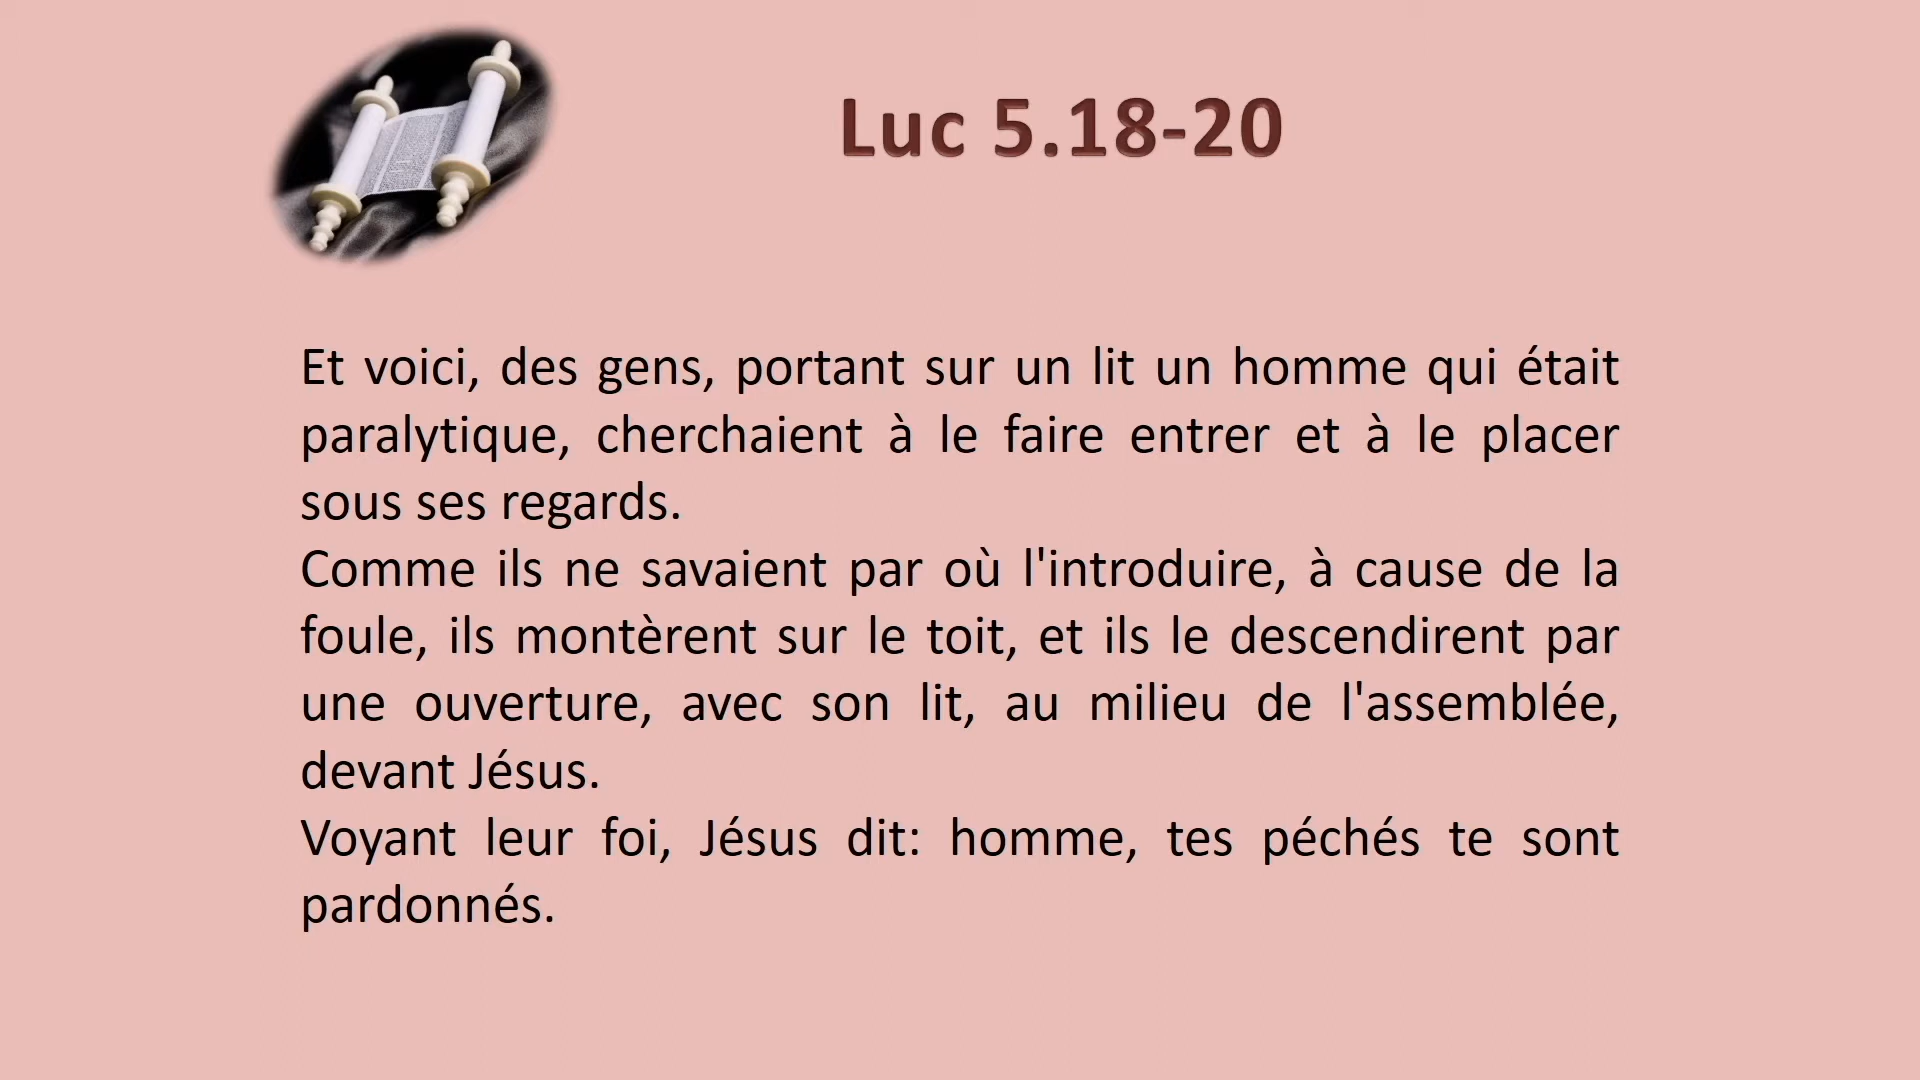 Luc 5.18-20
Et voici, des gens, portant sur un lit un homme qui était
paralytique, cherchaient à le faire entrer et à le placer
sous ses regards.
Comme ils ne savaient par où l'introduire, à cause de la
foule, ils montèrent sur le toit, et ils le descendirent par
une ouverture, avec son lit, au milieu de l'assemblée,
devant Jésus.
Voyant leur foi, Jésus dit: homme, tes péchés te sont
pardonnés.